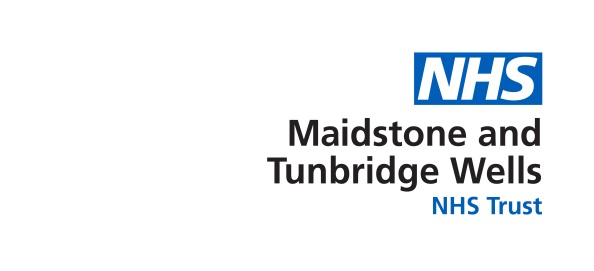 NHS
Maidstone and
Tunbridge Wells
NHS Trust